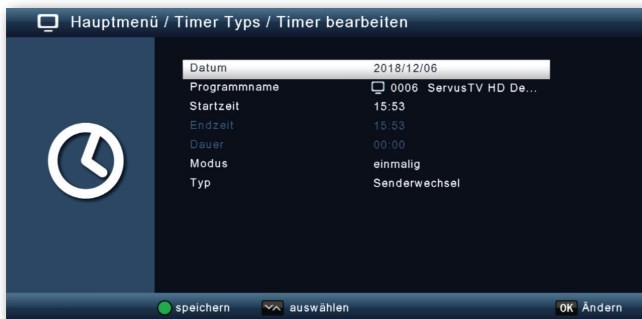 Hauptmenü / Timer Typs / Timer bearbeiten
Datum 2018/12/06
Programmname 0006 ServusTV HD De...
Startzeit 15:53
Endzeit 15:53
Dauer 00:00
Modus einmalig
Typ Senderwechsel
speichern auswählen OK Ändern